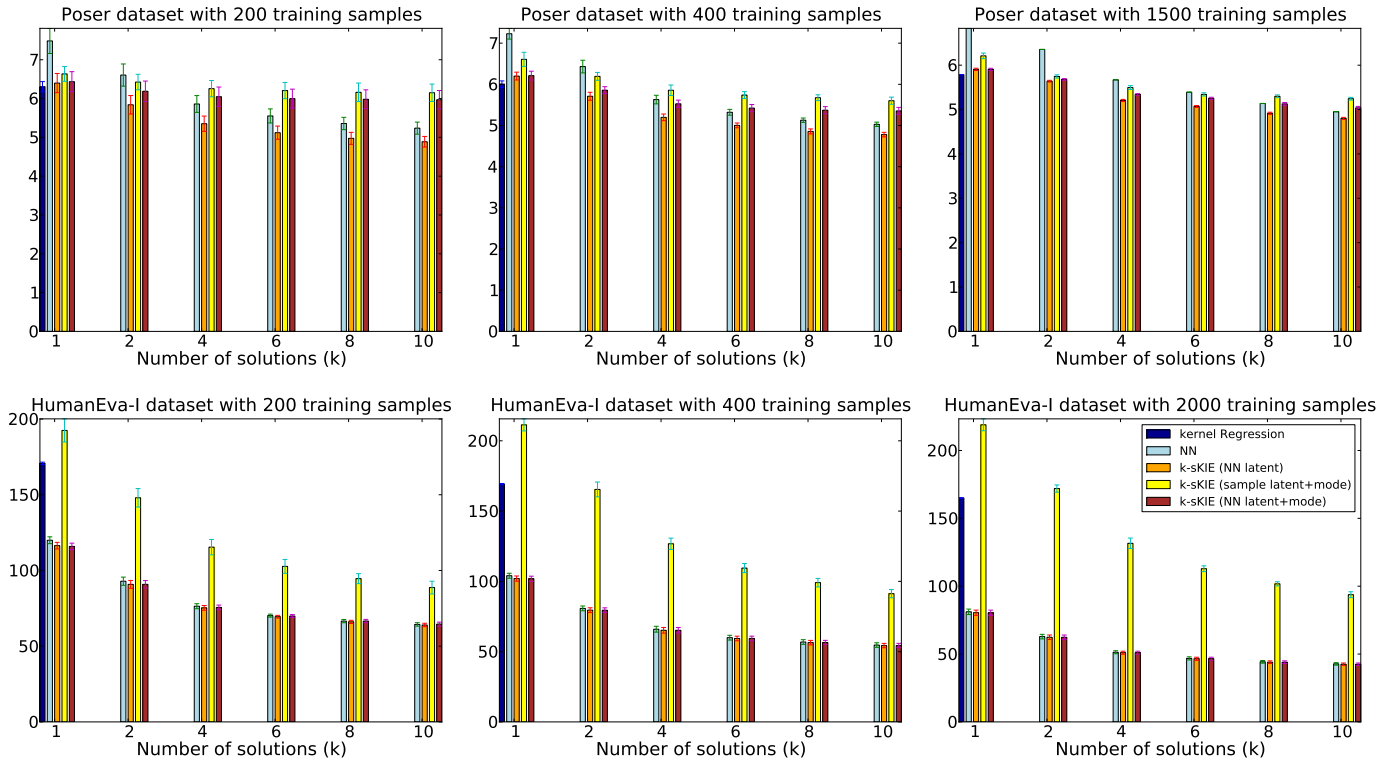 Poser dataset with 200 training samples
7
6
5
4
3
2
1
0
1 2 4 6 8 10
Number of solutions (k)
Poser dataset with 400 training samples
7
6
5
4
3
2
1
0
1 2 4 6 8 10
Number of solutions (k)
Poser dataset with 1500 training samples
6
5
4
3
2
1
0
1 2 4 6 8 10
Number of solutions (k)
HumanEva-I dataset with 200 training samples
200
150
100
50
0
1 2 4 6 8 10
Number of solutions (k)
HumanEva-I dataset with 400 training samples
200
150
100
50
0
1 2 4 6 8 10
Number of solutions (k)
HumanEva-I dataset with 2000 training samples
200
150
100
50
0
kernel Regression
NN
k-sKIE (NN latent)
k-sKIE (sample latent+mode)
k-sKIE (NN latent+mode)
1 2 4 6 8 10
Number of solutions (k)